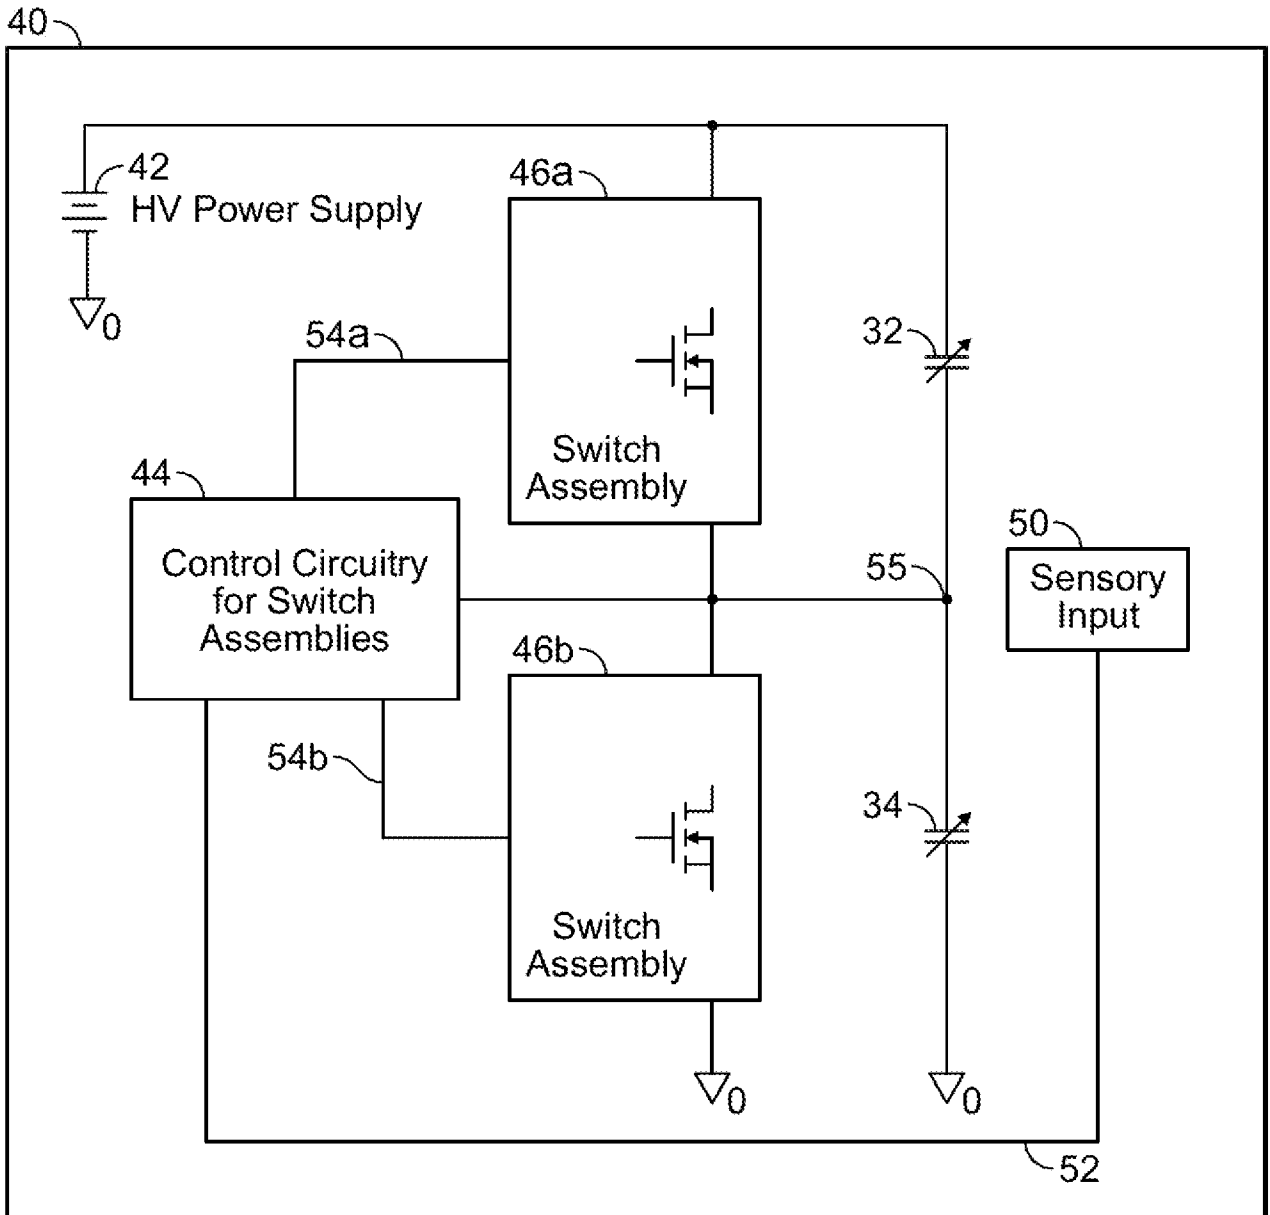 40
42
HV Power Supply
0
46a
54a
32
Switch
Assembly
44
Control Circuitry
for Switch
Assemblies
50
Sensory
Input
55
46b
54b
34
Switch
Assembly
0
0
52